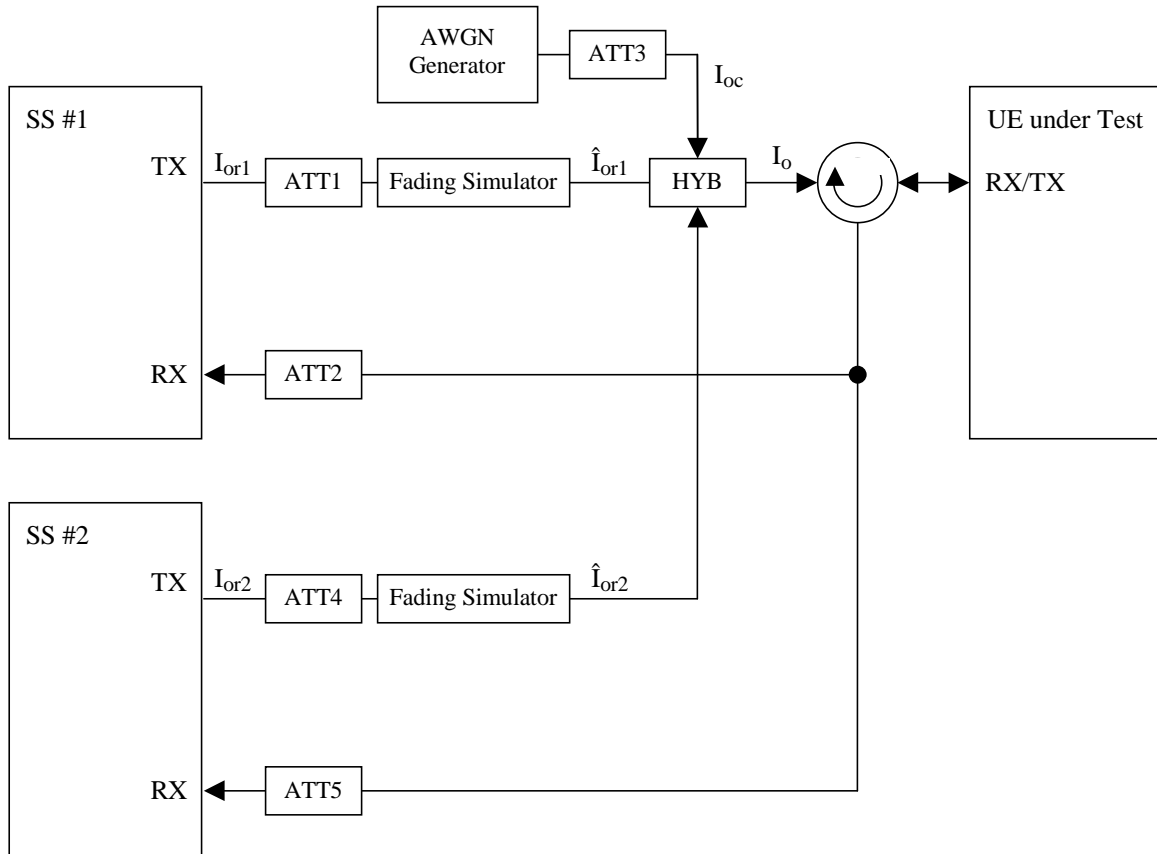 AWGN
Generator
ATT3
I_oc
SS #1
UE under Test
TX
I_or1
ATT1
Fading Simulator
Î_or1
HYB
I_o
RX/TX
RX
ATT2
SS #2
TX
I_or2
ATT4
Fading Simulator
Î_or2
RX
ATT5